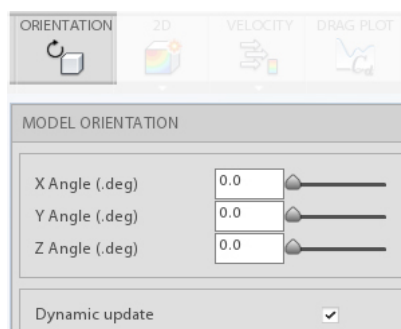 ORIENTATION 2D VELOCITY DRAG PLOT
MODEL ORIENTATION
X Angle (.deg) 0.0
Y Angle (.deg) 0.0
Z Angle (.deg) 0.0
Dynamic update